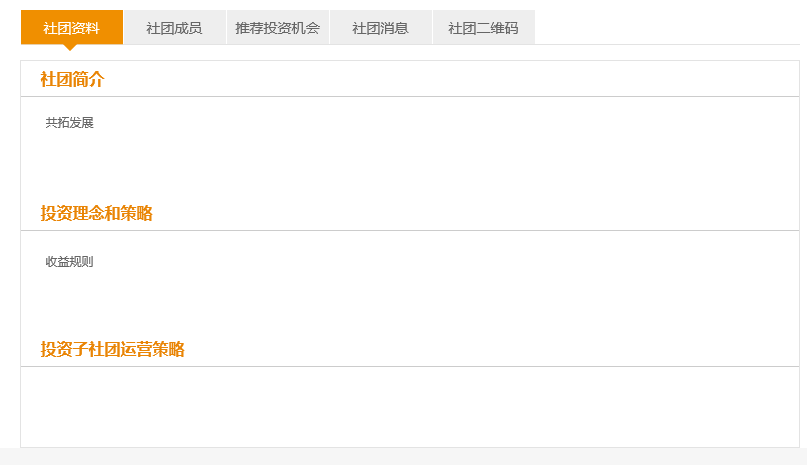 社团资料 社团成员 推荐投资机会 社团消息 社团二维码
社团简介
共拓发展
投资理念和策略
收益规则
投资子社团运营策略